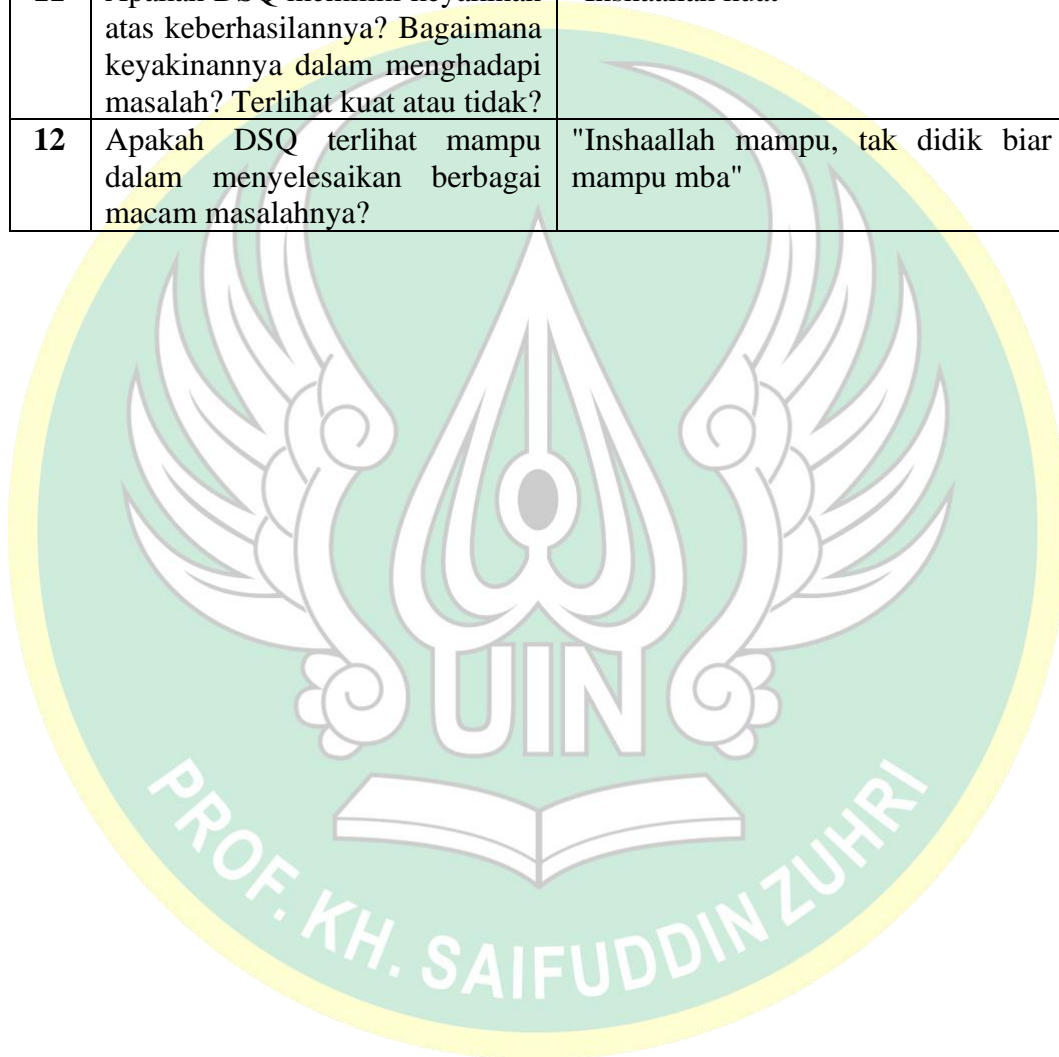 atas keberhasilannya? Bagaimana
keyakinannya dalam menghadapi
masalah? Terlihat kuat atau tidak?
12 Apakah DSQ terlihat mampu "Inshaallah mampu, tak didik biar
dalam menyelesaikan berbagai mampu mba"
macam masalahnya?
UIN
PROF. KH. SAIFUDDIN ZUHRI